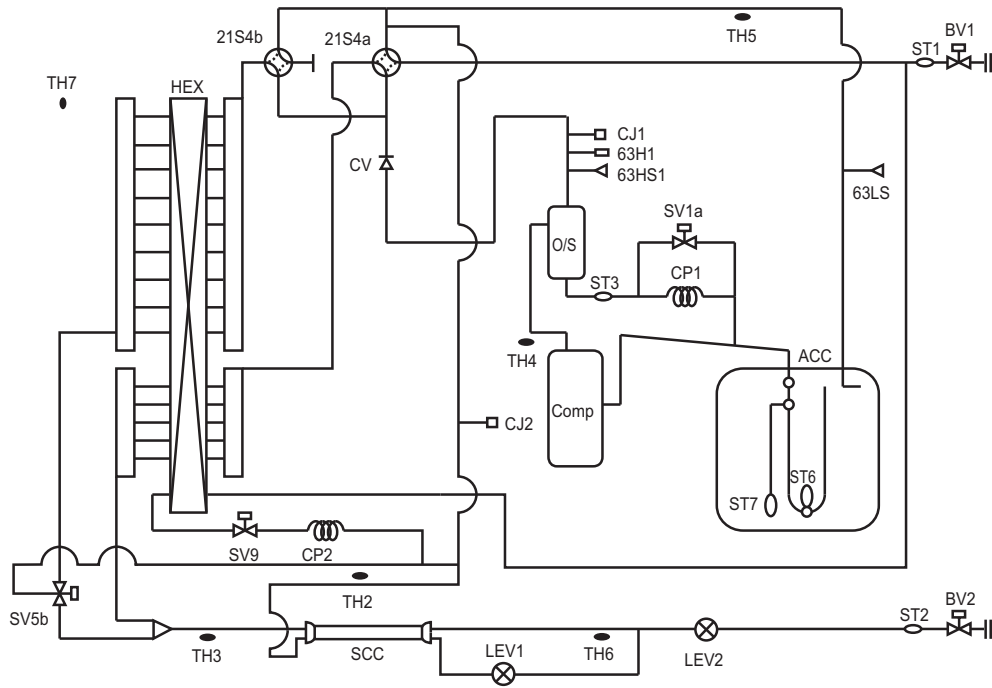 BV1
TH5
ST1
21S4b
21S4a
TH7
HEX
CJ1
63H1
CV
63HS1
63LS
SV1a
O/S
CP1
ST3
TH4
ACC
Comp
CJ2
ST6
ST7
SV9
CP2
TH2
SV5b
BV2
ST2
TH3
SCC
LEV1
TH6
LEV2